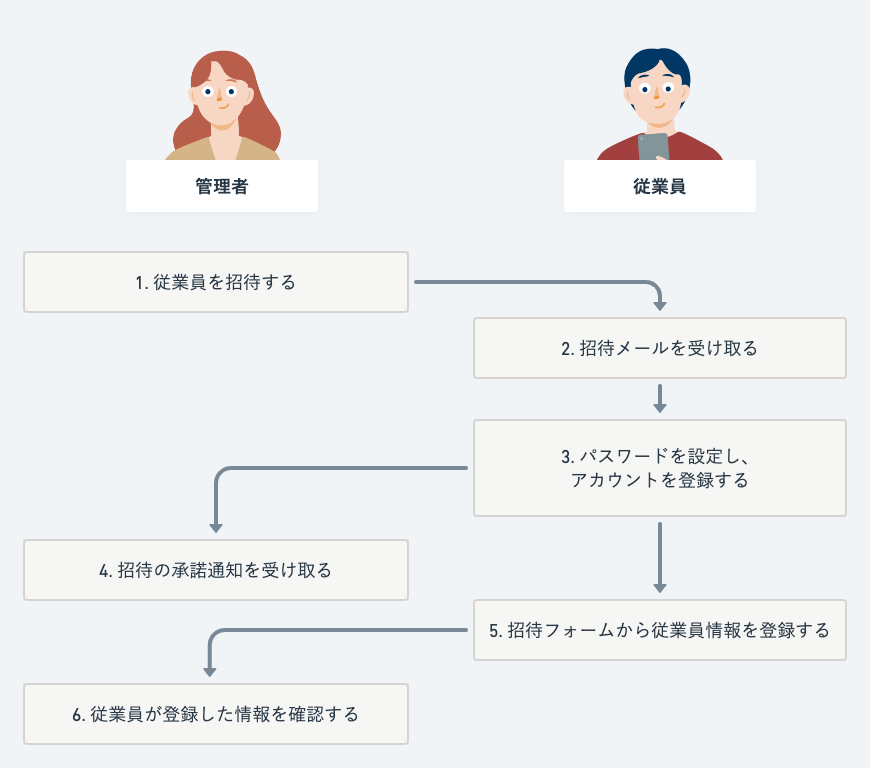 管理者
従業員
1. 従業員を招待する
2. 招待メールを受け取る
3. パスワードを設定し、
アカウントを登録する
4. 招待の承諾通知を受け取る
5. 招待フォームから従業員情報を登録する
6. 従業員が登録した情報を確認する